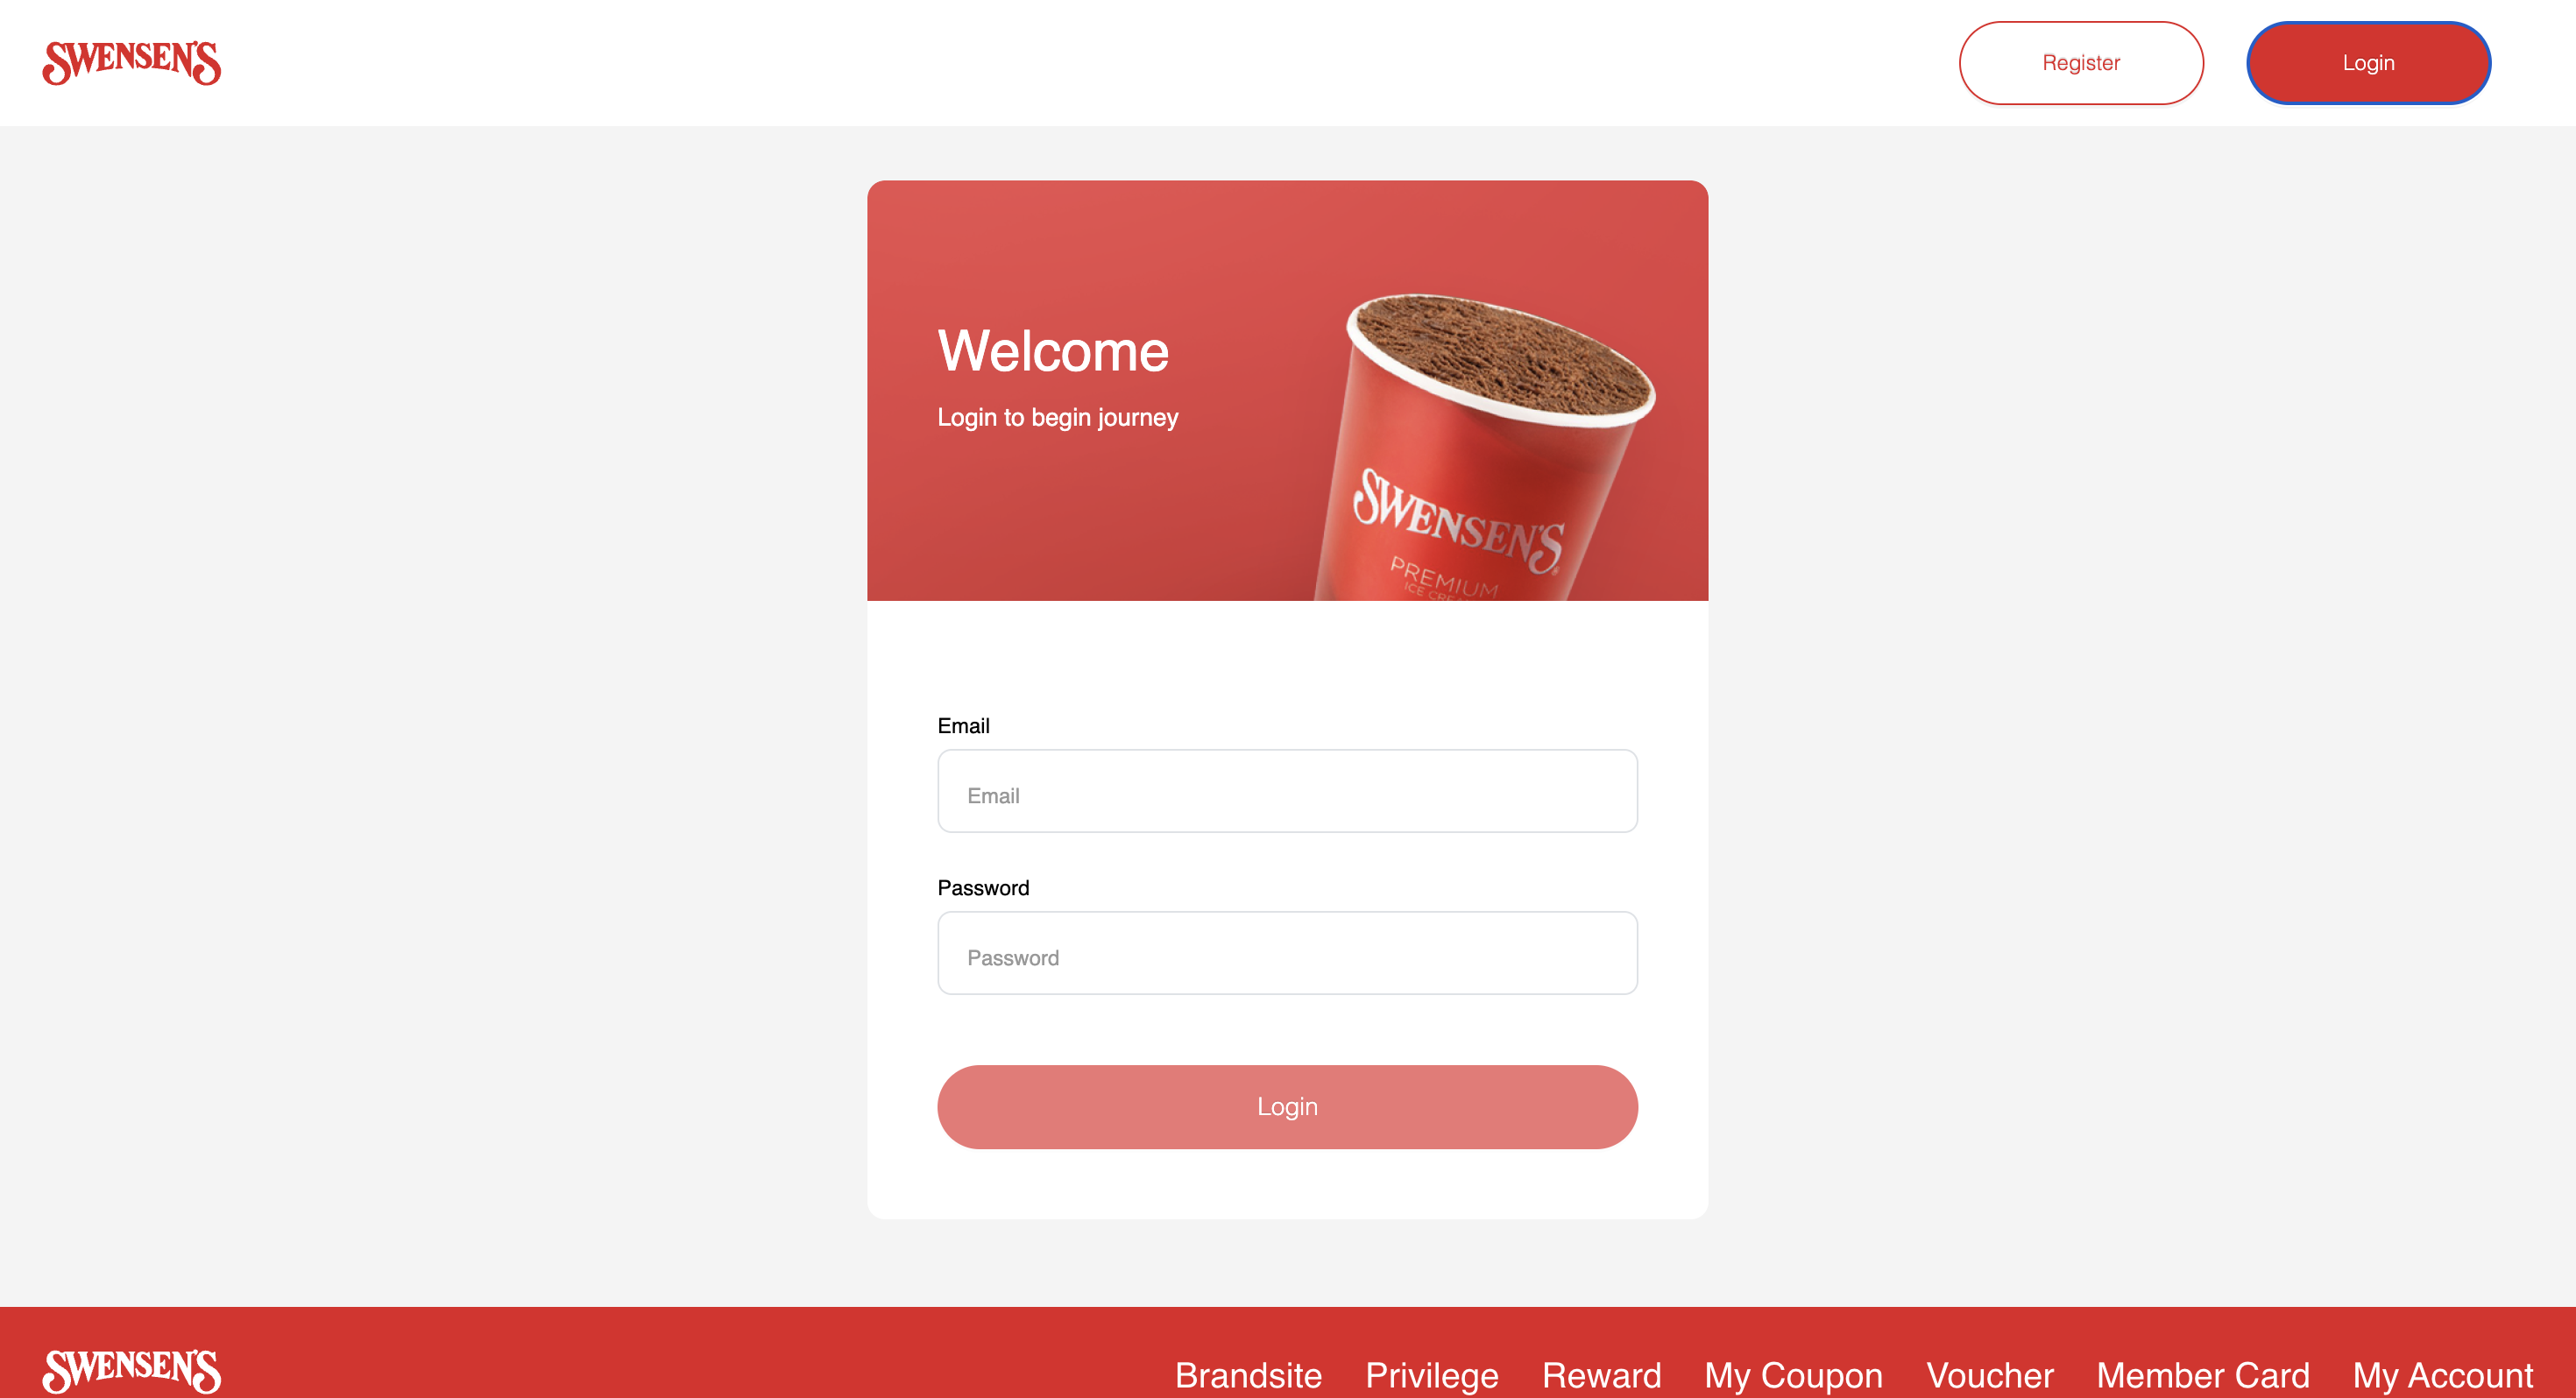 SWENSEN'S
Register
Login
Welcome
Login to begin journey
SWENSEN'S
PREMIUM
Email
Email
Password
Password
Login
SWENSEN'S
Brandsite Privilege Reward My Coupon Voucher Member Card My Account